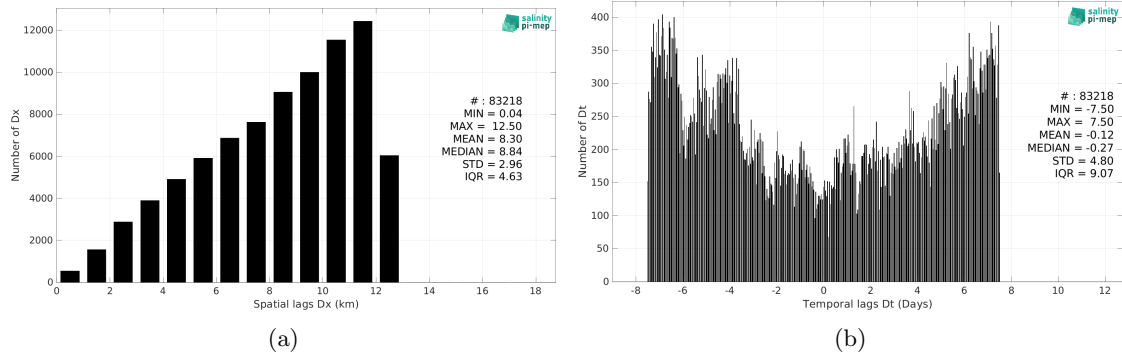 salinity
pi-mep
12000
10000
8000
6000
4000
2000
0
Number of Dx
# : 83218
MIN = 0.04
MAX = 12.50
MEAN = 8.30
MEDIAN = 8.84
STD = 2.96
IQR = 4.63
0 2 4 6 8 10 12 14 16 18
Spatial lags Dx (km)
(a)
salinity
pi-mep
400
350
300
250
200
150
100
50
0
Number of Dt
# : 83218
MIN = -7.50
MAX = 7.50
MEAN = -0.12
MEDIAN = -0.27
STD = 4.80
IQR = 9.07
-8 -6 -4 -2 0 2 4 6 8 10 12
Temporal lags Dt (Days)
(b)